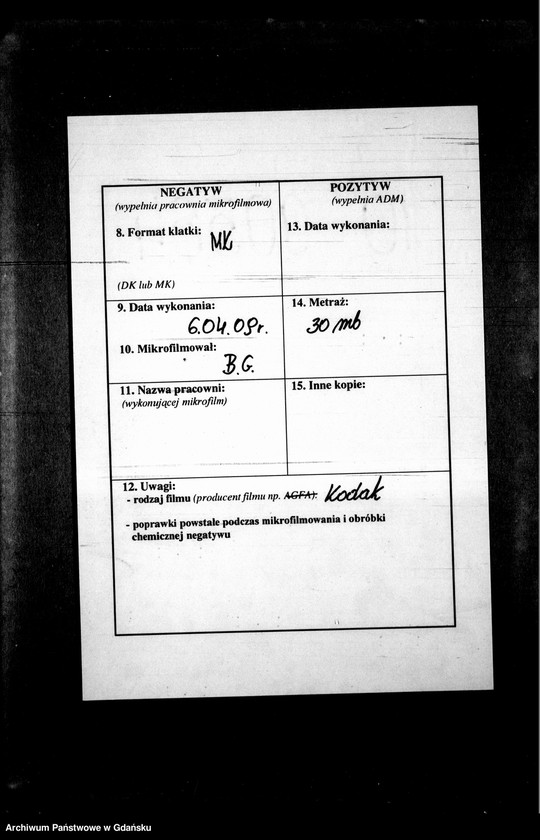 NEGATYW
(wypełnia pracownia mikrofilmowa)
8. Format klatki: MK
(DK lub MK)
9. Data wykonania:
6.04.09r.
10. Mikrofilmował:
B.G.
11. Nazwa pracowni:
(wykonującej mikrofilm)
POZYTYW
(wypełnia ADM)
13. Data wykonania:
14. Metraż:
30 mb
15. Inne kopie:
12. Uwagi:
- rodzaj filmu (producent filmu np. AGFA): Kodak
- poprawki powstałe podczas mikrofilmowania i obróbki
chemicznej negatywu
Archiwum Państwowe w Gdańsku